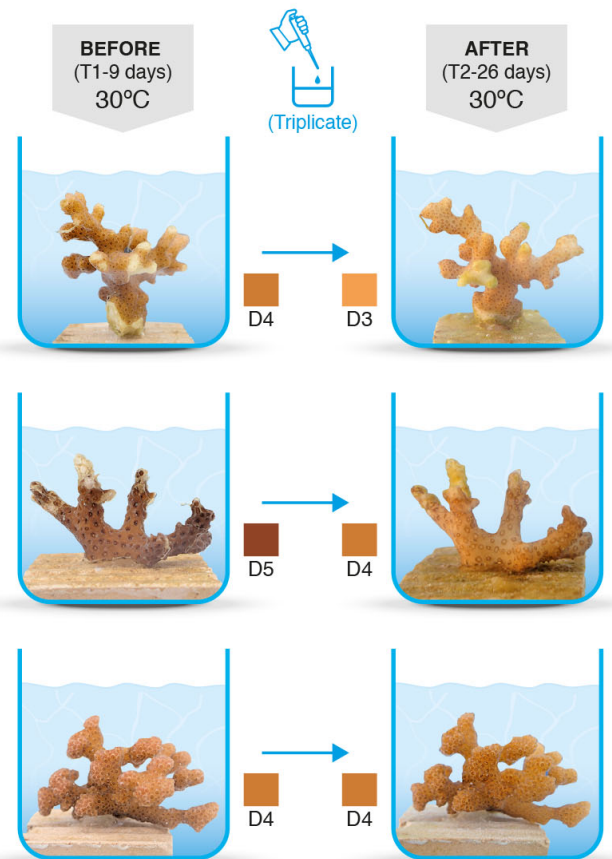 BEFORE
(T1-9 days)
30ºC
(Triplicate)
AFTER
(T2-26 days)
30ºC
D4
D3
D5
D4
D4
D4